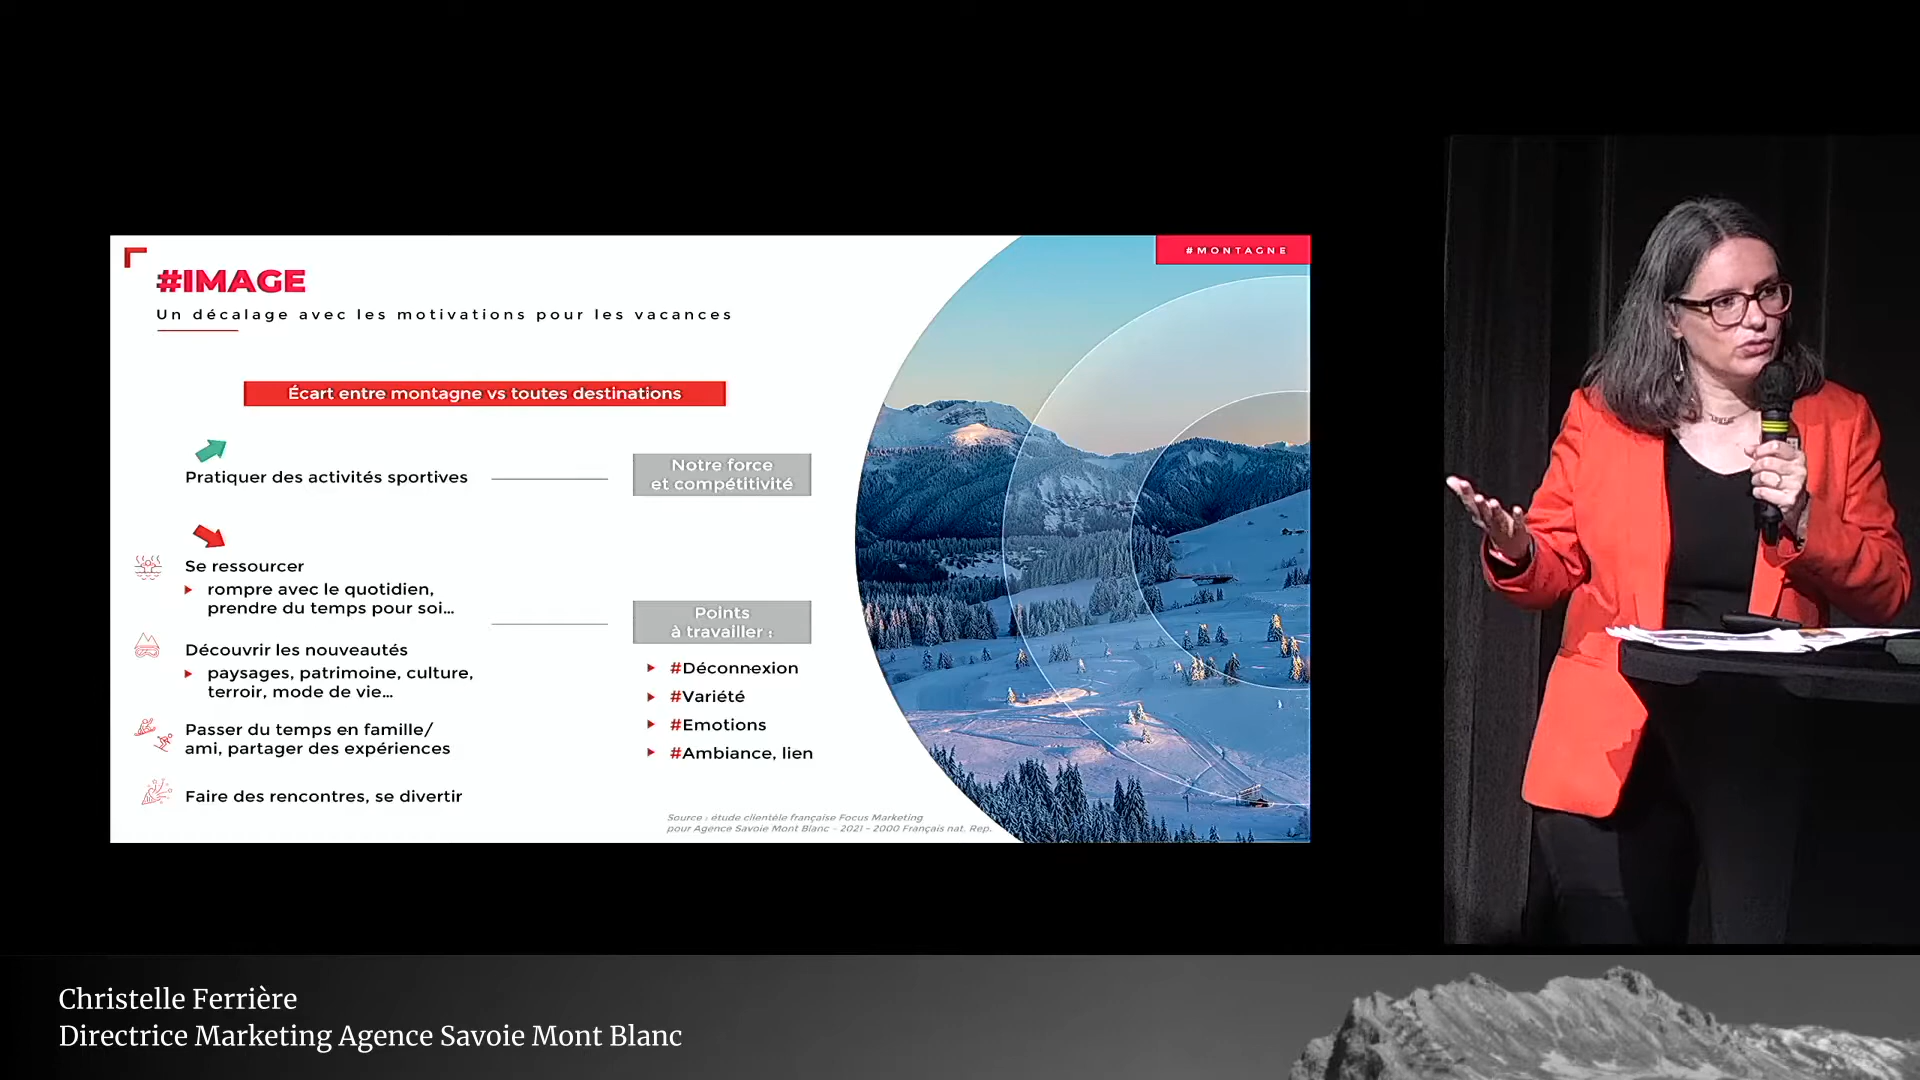 #MONTAGNE
#IMAGE
Un décalage avec les motivations pour les vacances
Écart entre montagne vs toutes destinations
Pratiquer des activités sportives
Notre force
et compétitivité
Se ressourcer
rompre avec le quotidien,
prendre du temps pour soi...
Découvrir les nouveautés
paysages, patrimoine, culture,
terroir, mode de vie...
Passer du temps en famille/
ami, partager des expériences
Faire des rencontres, se divertir
Points
à travailler :
#Déconnexion
#Variété
#Emotions
#Ambiance, lien
Source : étude clientèle française Focus Marketing
pour Agence Savoie Mont Blanc - 2021 - 2000 Français nat. Rep.
Christelle Ferrière
Directrice Marketing Agence Savoie Mont Blanc